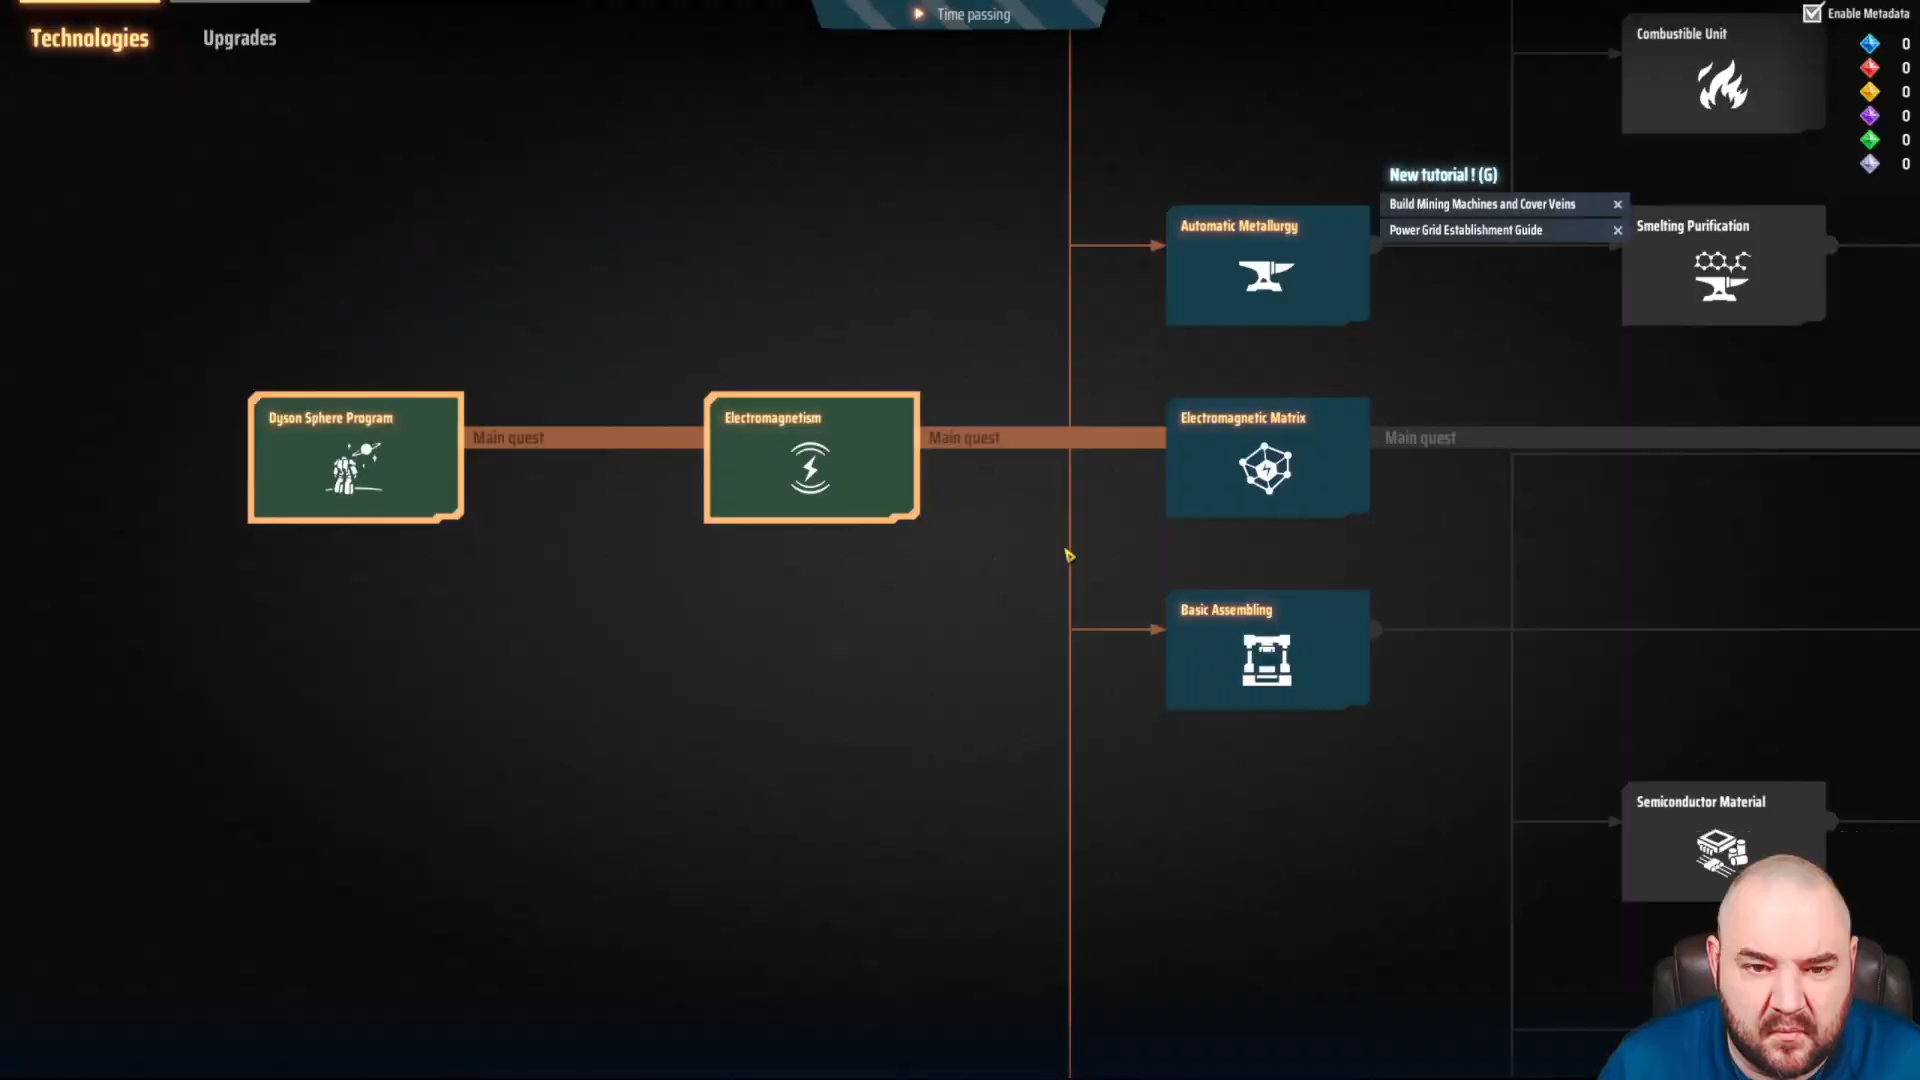 Technologies
Upgrades
Time passing
Enable Metadata
0
0
0
0
0
0
Combustible Unit
New tutorial ! (G)
Build Mining Machines and Cover Veins
Power Grid Establishment Guide
Automatic Metallurgy
Smelting Purification
Dyson Sphere Program
Main quest
Electromagnetism
Main quest
Electromagnetic Matrix
Main quest
Basic Assembling
Semiconductor Material